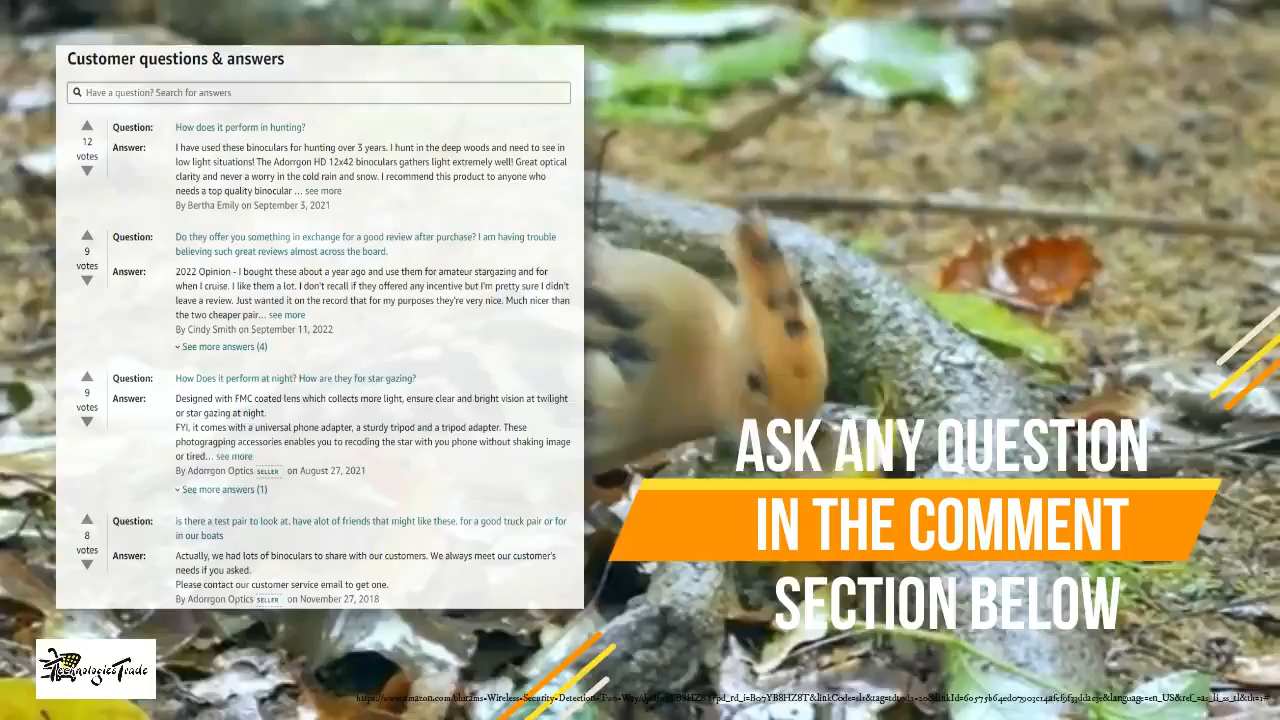 Customer questions & answers
Have a question? Search for answers
12
votes
Question: How does it perform in hunting?
Answer: I have used these binoculars for hunting over 3 years. I hunt in the deep woods and need to see in
low light situations! The Adorrgon HD 12x42 binoculars gathers light extremely well! Great optical
clarity and never a worry in the cold rain and snow. I recommend this product to anyone who
needs a top quality binocular ... see more
By Bertha Emily on September 3, 2021
9
votes
Question: Do they offer you something in exchange for a good review after purchase? I am having trouble
believing such great reviews almost across the board.
Answer: 2022 Opinion - I bought these about a year ago and use them for amateur stargazing and for
when I cruise. I like them a lot. I don't recall if they offered any incentive but I'm pretty sure I didn't
leave a review. Just wanted it on the record that for my purposes they're very nice. Much nicer than
the two cheaper pair... see more
By Cindy Smith on September 11, 2022
See more answers (4)
9
votes
Question: How Does it perform at night? How are they for star gazing?
Answer: Designed with FMC coated lens which collects more light, ensure clear and bright vision at twilight
or star gazing at night.
FYI, it comes with a universal phone adapter, a sturdy tripod and a tripod adapter. These
photogragping accessories enables you to recoding the star with you phone without shaking image
or tired... see more
By Adorrgon Optics SELLER on August 27, 2021
See more answers (1)
8
votes
Question: is there a test pair to look at. have alot of friends that might like these. for a good truck pair or for
in our boats
Answer: Actually, we had lots of binoculars to share with our customers. We always meet our customer's
needs if you asked.
Please contact our customer service email to get one.
By Adorrgon Optics SELLER on November 27, 2018
ASK ANY QUESTION
IN THE COMMENT
SECTION BELOW
TechnologicsTrade